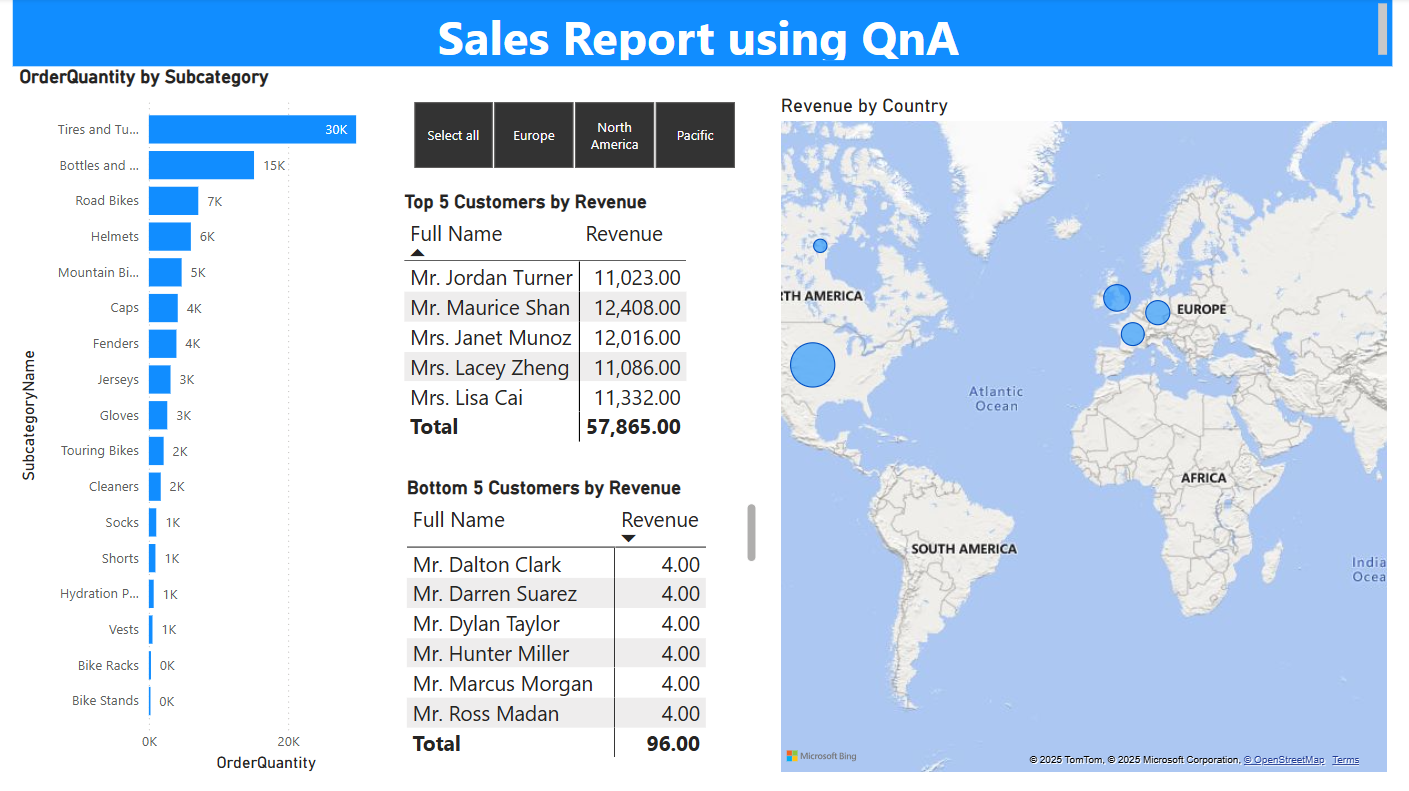 Sales Report using QnA
OrderQuantity by Subcategory
SubcategoryName
Tires and Tu... 30K
Bottles and ... 15K
Road Bikes 7K
Helmets 6K
Mountain Bi... 5K
Caps 4K
Fenders 4K
Jerseys 3K
Gloves 3K
Touring Bikes 2K
Cleaners 2K
Socks 1K
Shorts 1K
Hydration P... 1K
Vests 1K
Bike Racks 0K
Bike Stands 0K
0K 20K
OrderQuantity
Select all
Europe
North
America
Pacific
Top 5 Customers by Revenue
Full Name Revenue
Mr. Jordan Turner 11,023.00
Mr. Maurice Shan 12,408.00
Mrs. Janet Munoz 12,016.00
Mrs. Lacey Zheng 11,086.00
Mrs. Lisa Cai 11,332.00
Total 57,865.00
Bottom 5 Customers by Revenue
Full Name Revenue
Mr. Dalton Clark 4.00
Mr. Darren Suarez 4.00
Mr. Dylan Taylor 4.00
Mr. Hunter Miller 4.00
Mr. Marcus Morgan 4.00
Mr. Ross Madan 4.00
Total 96.00
Revenue by Country
RTH AMERICA
EUROPE
Atlantic
Ocean
AFRICA
SOUTH AMERICA
India
Ocea
Microsoft Bing
© 2025 TomTom, © 2025 Microsoft Corporation, © OpenStreetMap Terms